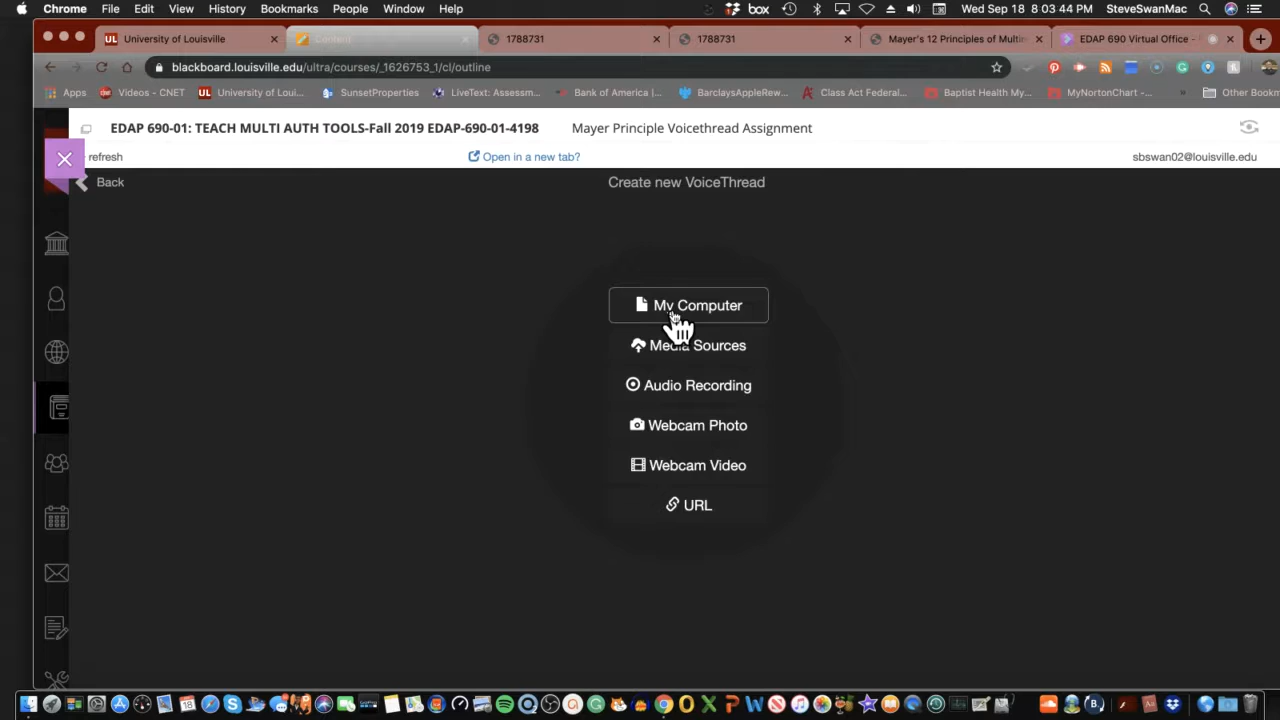 Chrome File Edit View History Bookmarks People Window Help box Wed Sep 18 8:03:44 PM SteveSwanMac
University of Louisville Content 1788731 1788731 Mayer's 12 Principles of Multim EDAP 690 Virtual Office -
blackboard.louisville.edu/ultra/courses/_1626753_1/cl/outline
Apps Videos - CNET University of Loui... SunsetProperties LiveText: Assessm... Bank of America |... BarclaysAppleRew... Class Act Federal... Baptist Health My... MyNortonChart -... » Other Bookm
EDAP 690-01: TEACH MULTI AUTH TOOLS-Fall 2019 EDAP-690-01-4198 Mayer Principle Voicethread Assignment
refresh Open in a new tab? sbswan02@louisville.edu
Back Create new VoiceThread
My Computer
Media Sources
Audio Recording
Webcam Photo
Webcam Video
URL